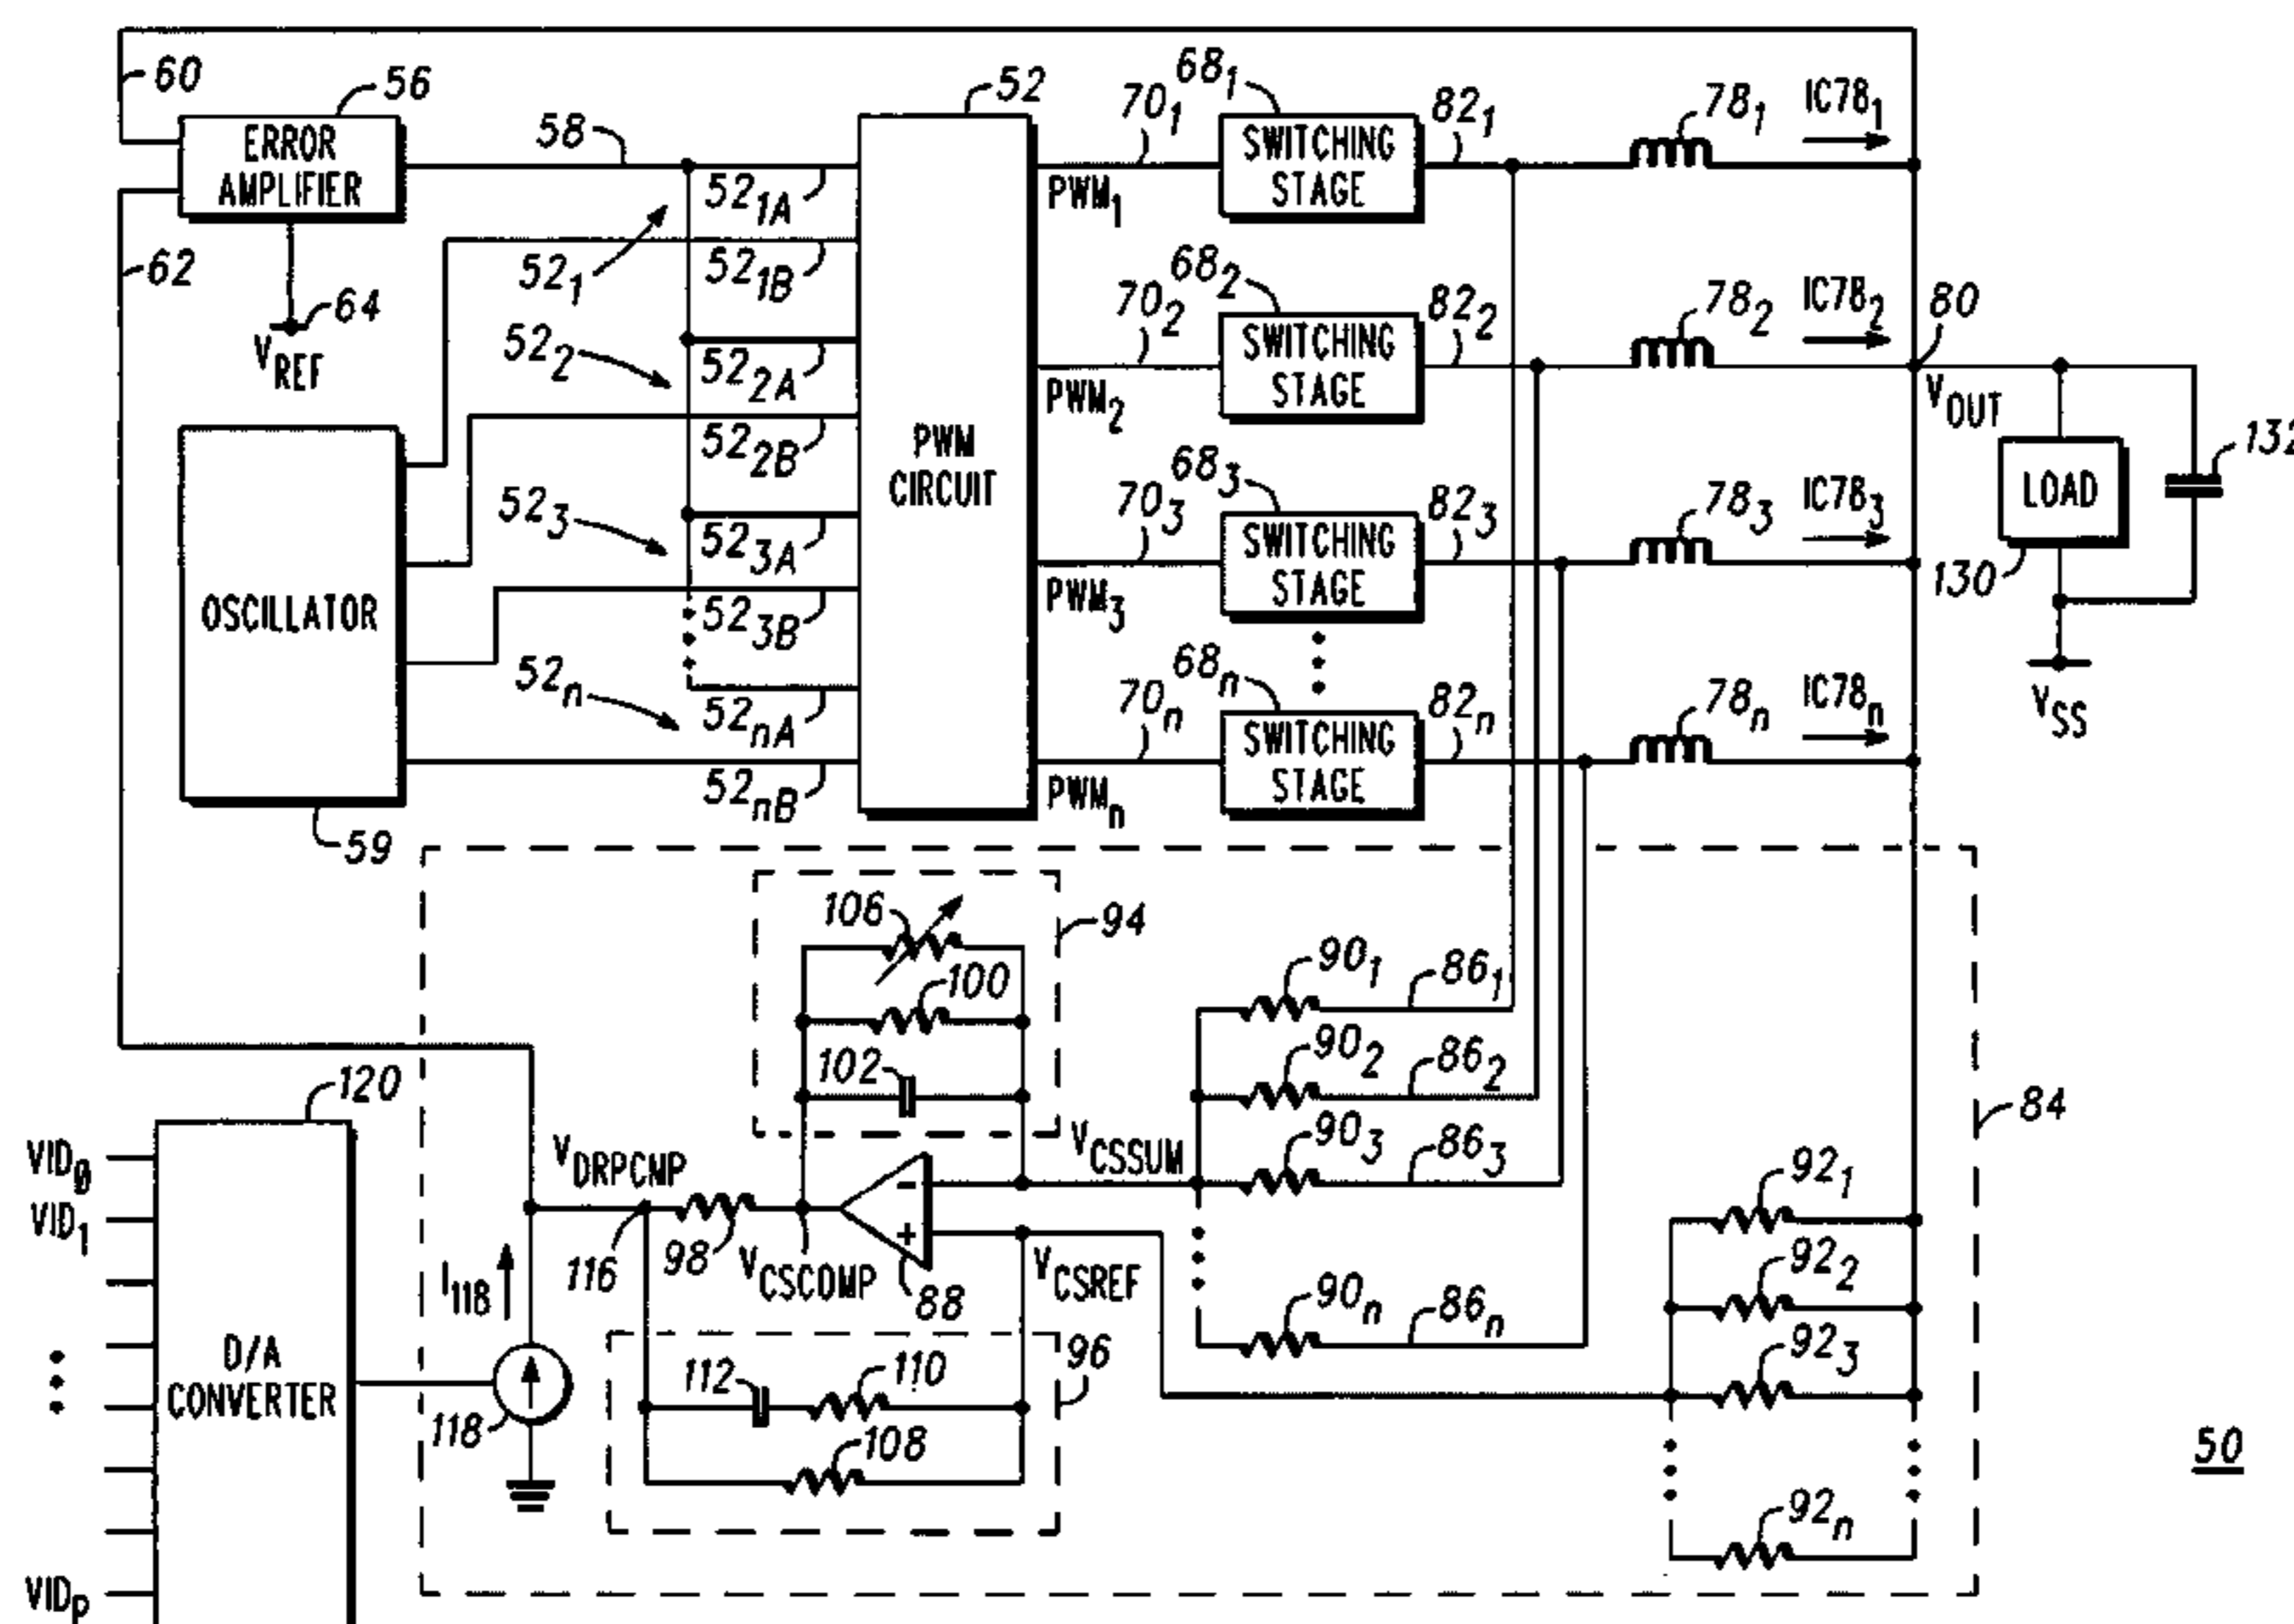 60
56
ERROR
AMPLIFIER
58
52
PWM CIRCUIT
52₁A
52₁B
52₁
52₂A
52₂B
52₂
52₃A
52₃B
52₃
52ₙA
52ₙB
52ₙ
62
64
V_REF
OSCILLATOR
59
70₁
PWM₁
68₁
SWITCHING
STAGE
82₁
78₁
IC78₁
70₂
PWM₂
68₂
SWITCHING
STAGE
82₂
78₂
IC78₂
80
V_OUT
70₃
PWM₃
68₃
SWITCHING
STAGE
82₃
78₃
IC78₃
70ₙ
PWMₙ
68ₙ
SWITCHING
STAGE
82ₙ
78ₙ
IC78ₙ
LOAD
130
132
V_SS
106
94
100
102
90₁
86₁
90₂
86₂
90₃
86₃
90ₙ
86ₙ
84
V_CSSUM
V_DRPCMP
116
98
V_CSCOMP
88
-
+
V_CSREF
92₁
92₂
92₃
92ₙ
120
VID₀
VID₁
VIDₚ
D/A
CONVERTER
I₁₁₈
118
96
112
110
108
50